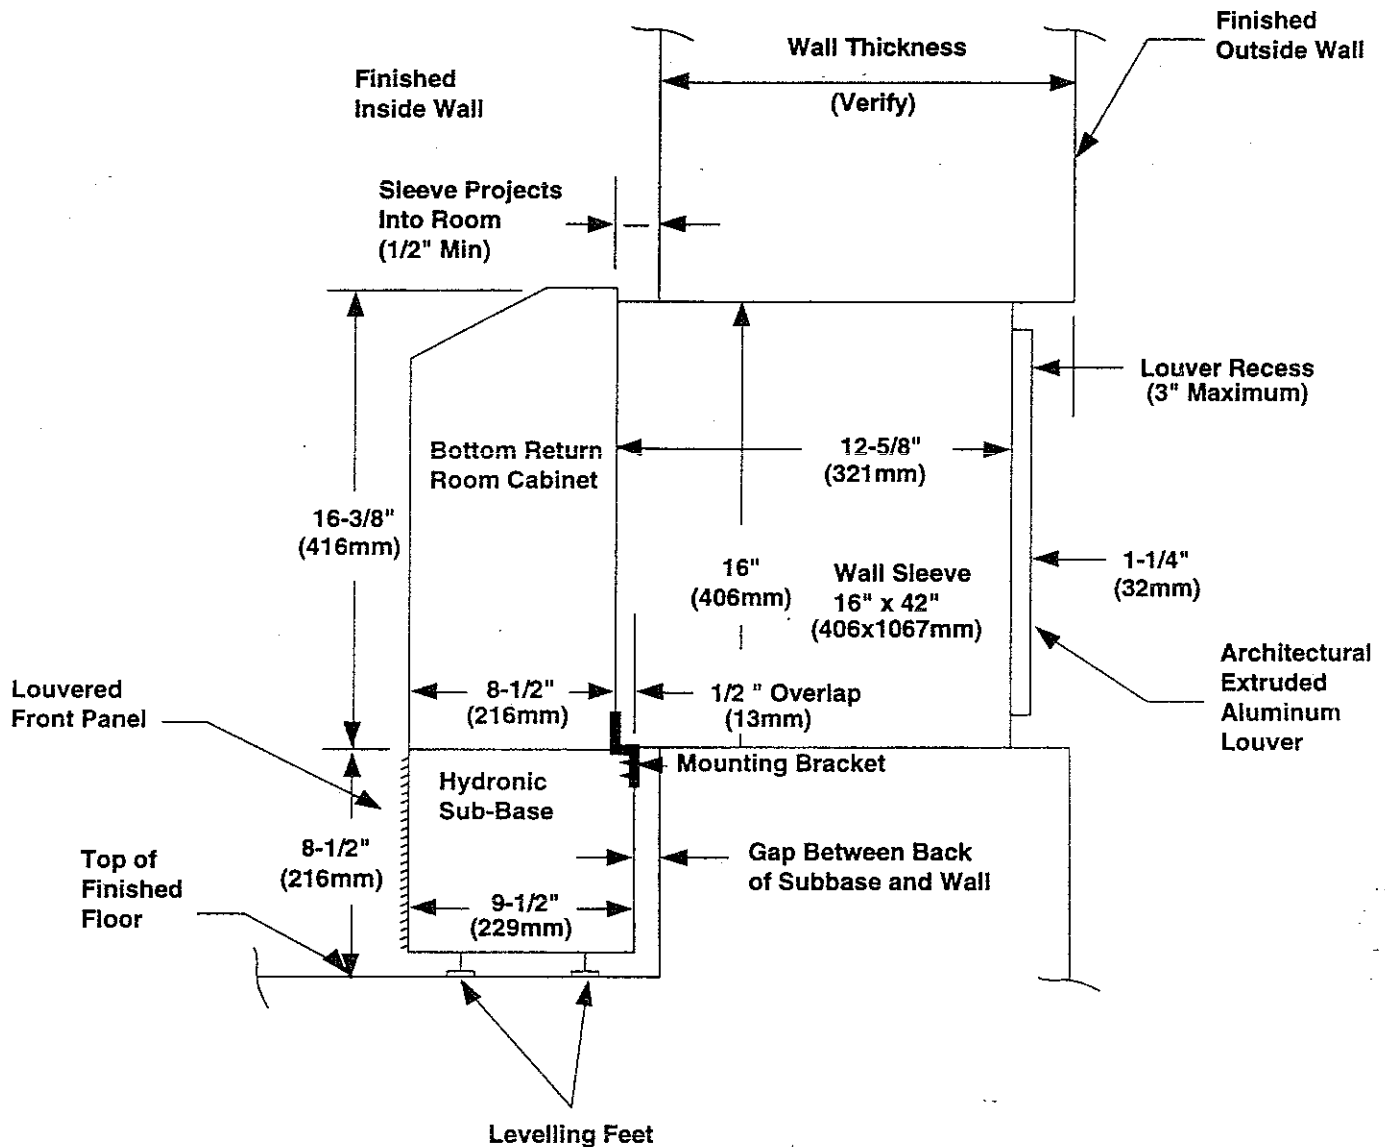 Finished
Outside Wall
Wall Thickness
(Verify)
Finished
Inside Wall
Sleeve Projects
Into Room
(1/2" Min)
Louver Recess
(3" Maximum)
Bottom Return
Room Cabinet
12-5/8"
(321mm)
16-3/8"
(416mm)
16"
(406mm)
Wall Sleeve
16" x 42"
(406x1067mm)
1-1/4"
(32mm)
Architectural
Extruded
Aluminum
Louver
Louvered
Front Panel
8-1/2"
(216mm)
1/2 " Overlap
(13mm)
Mounting Bracket
Hydronic
Sub-Base
8-1/2"
(216mm)
Top of
Finished
Floor
Gap Between Back
of Subbase and Wall
9-1/2"
(229mm)
Levelling Feet